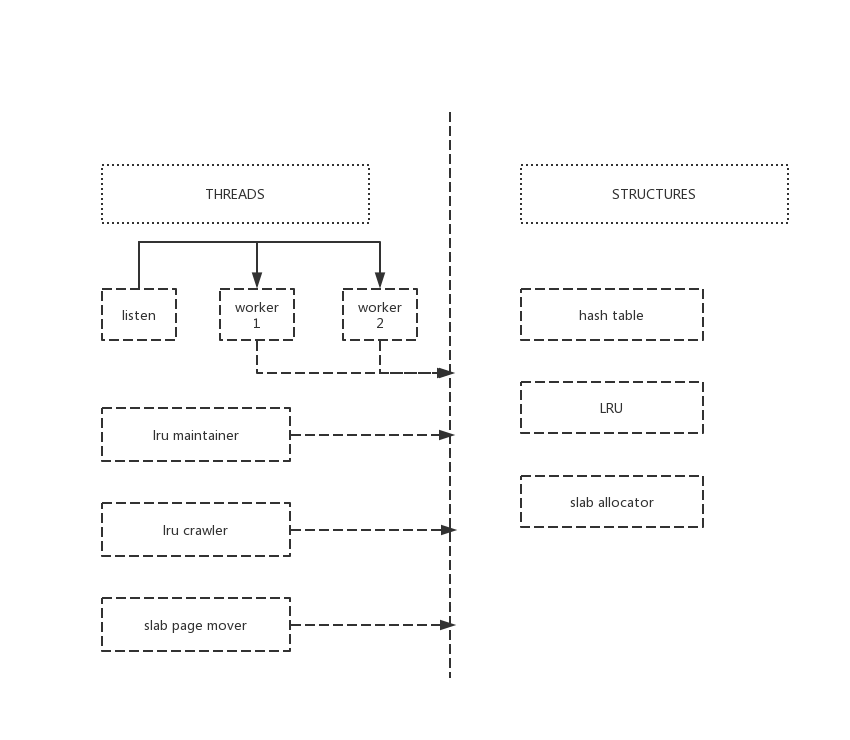 THREADS
STRUCTURES
listen
worker
1
worker
2
hash table
LRU
lru maintainer
slab allocator
lru crawler
slab page mover